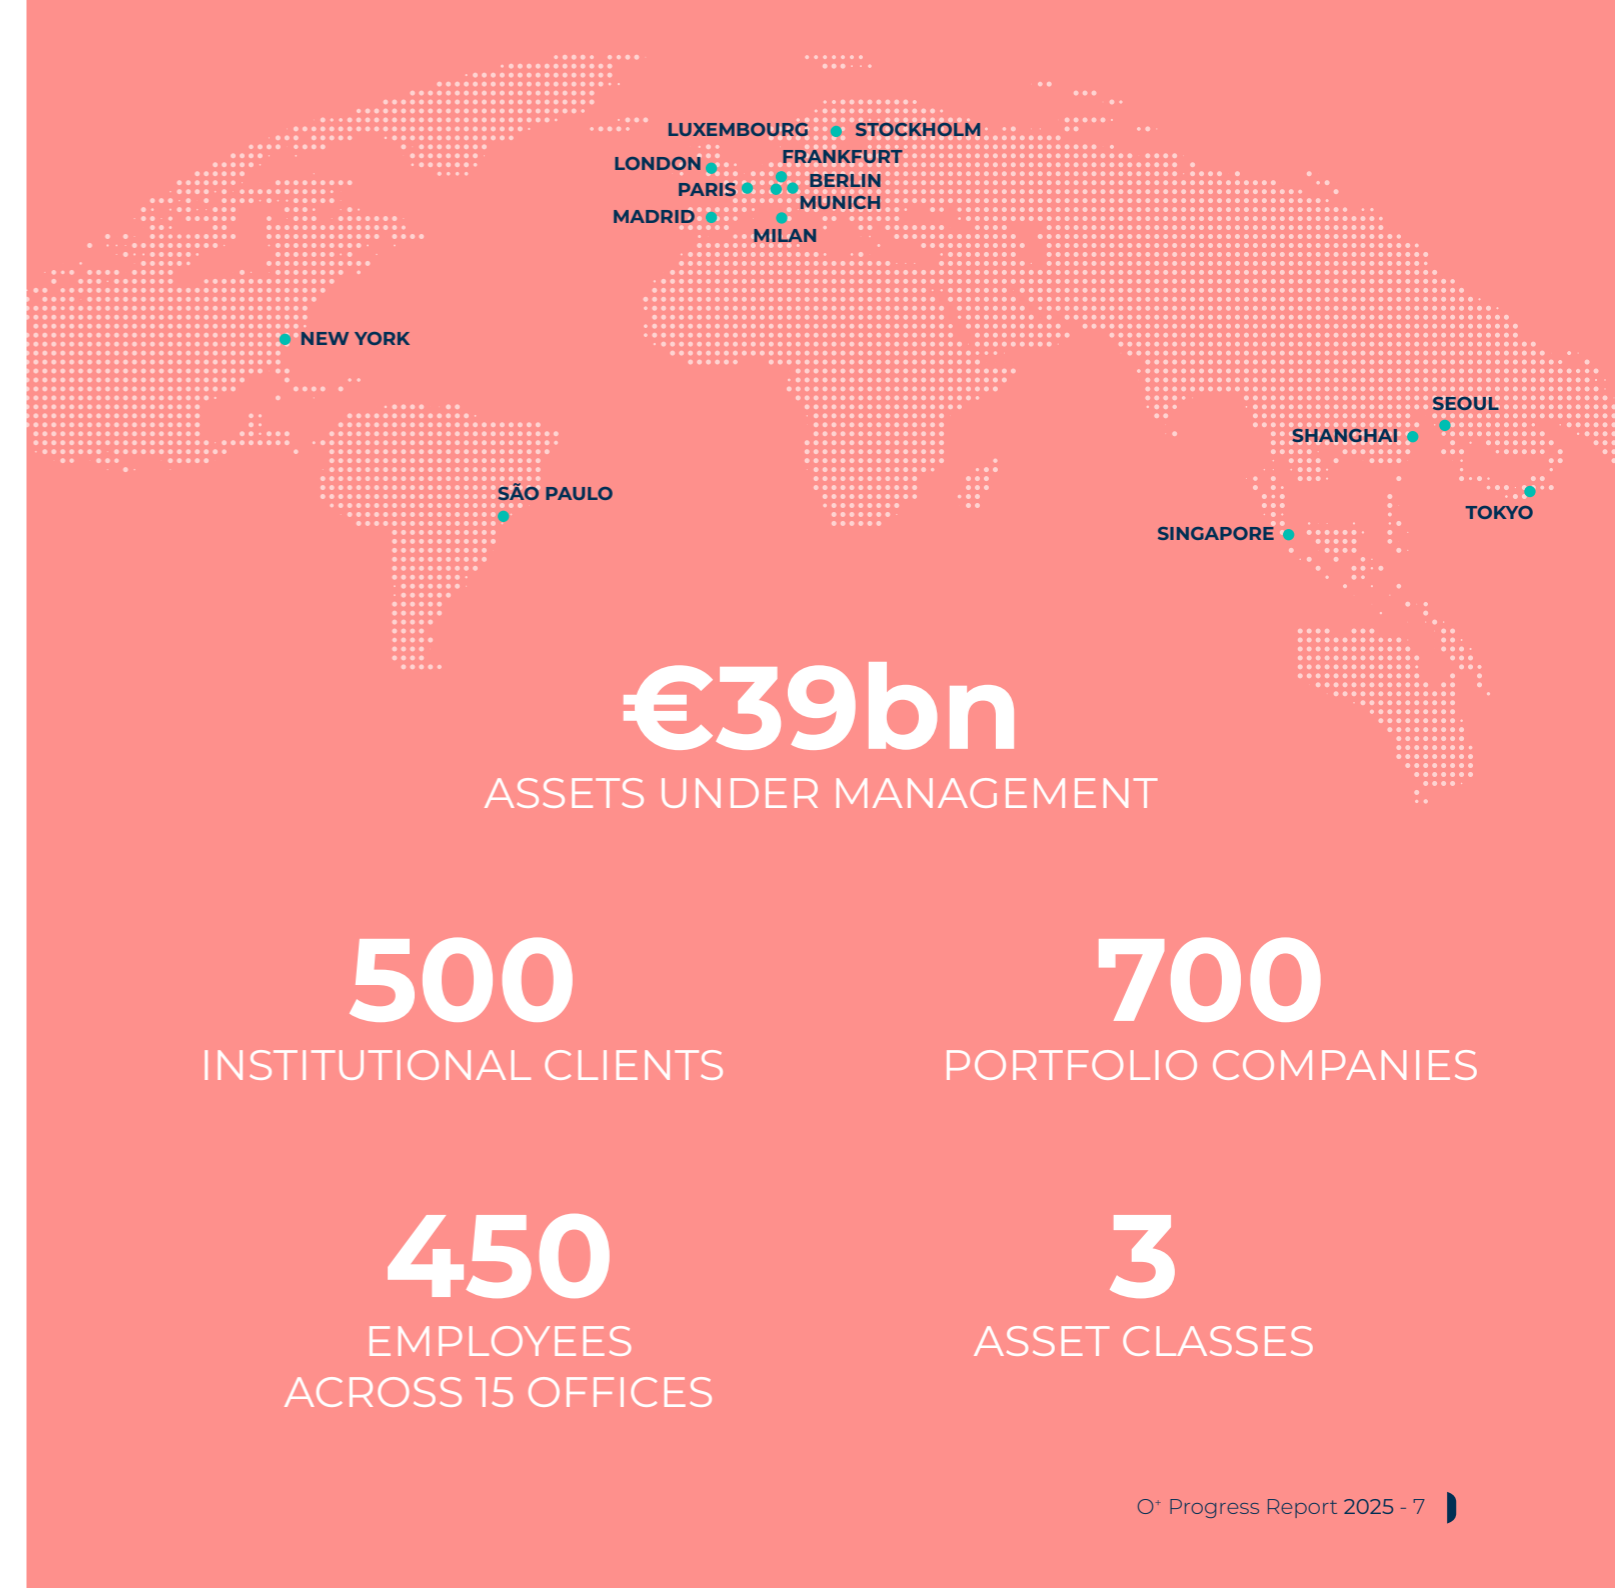 LUXEMBOURG
STOCKHOLM
FRANKFURT
LONDON
BERLIN
PARIS
MUNICH
MADRID
MILAN
NEW YORK
SEOUL
SHANGHAI
SÃO PAULO
TOKYO
SINGAPORE
€39bn
ASSETS UNDER MANAGEMENT
500
INSTITUTIONAL CLIENTS
700
PORTFOLIO COMPANIES
450
EMPLOYEES
ACROSS 15 OFFICES
3
ASSET CLASSES
O⁺ Progress Report 2025 - 7